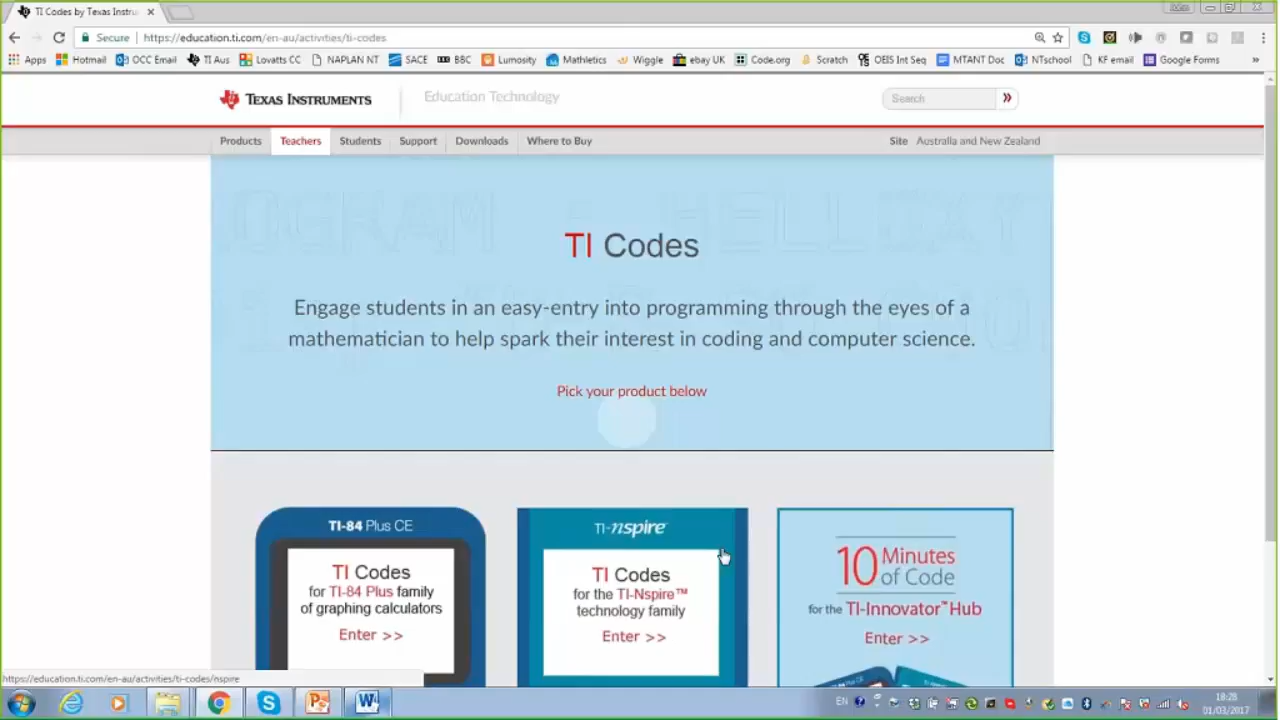 TI Codes by Texas Instru
Secure
https://education.ti.com/en-au/activities/ti-codes
Apps Hotmail OCC Email TI Aus Lovatts CC NAPLAN NT SACE BBC Lumosity Mathletics Wiggle ebay UK Code.org Scratch OEIS Int Seq MTANT Doc NTschool KF email Google Forms »
TEXAS INSTRUMENTS
Education Technology
Search
»
Products Teachers Students Support Downloads Where to Buy
Site Australia and New Zealand
TI Codes
Engage students in an easy-entry into programming through the eyes of a
mathematician to help spark their interest in coding and computer science.
Pick your product below
TI-84 Plus CE
TI Codes
for TI-84 Plus family
of graphing calculators
Enter >>
TI-nspire
TI Codes
for the TI-Nspire™
technology family
Enter >>
10 Minutes
of Code
for the TI-Innovator™ Hub
Enter >>
https://education.ti.com/en-au/activities/ti-codes/nspire
EN
18:28
01/03/2017